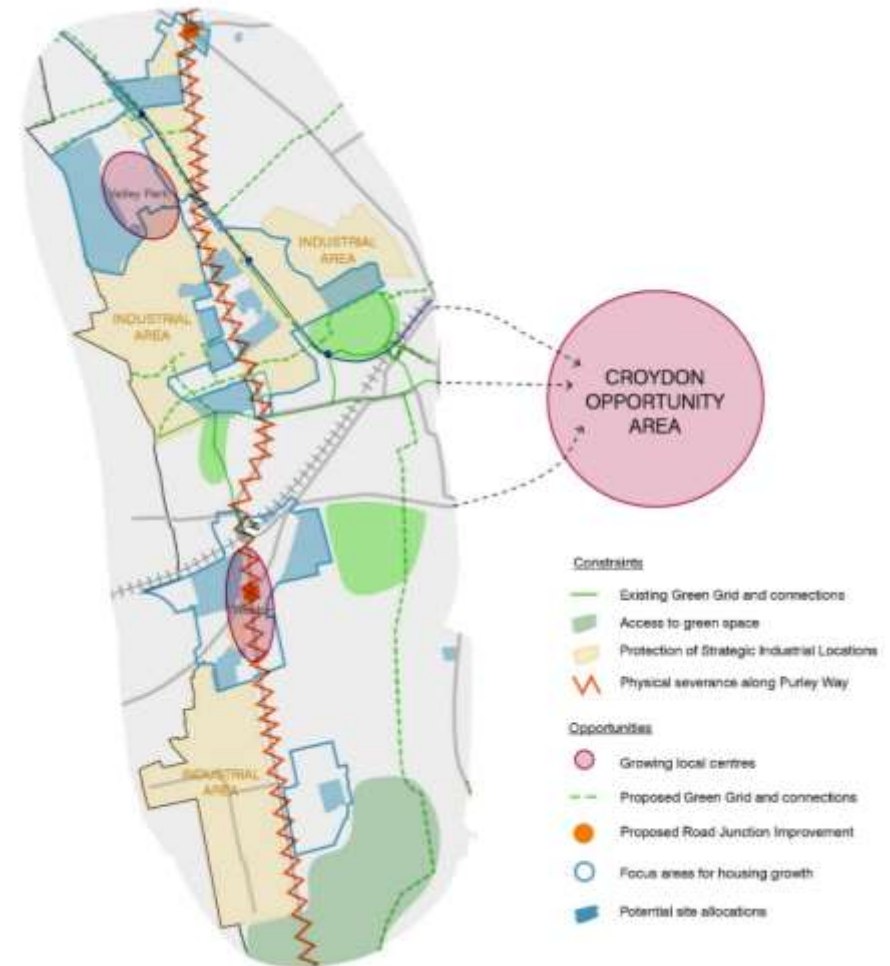 Valley Park
INDUSTRIAL
AREA
INDUSTRIAL
AREA
CROYDON
OPPORTUNITY
AREA
INDUSTRIAL
AREA
Constraints
Existing Green Grid and connections
Access to green space
Protection of Strategic Industrial Locations
Physical severance along Purley Way
Opportunities
Growing local centres
Proposed Green Grid and connections
Proposed Road Junction Improvement
Focus areas for housing growth
Potential site allocations